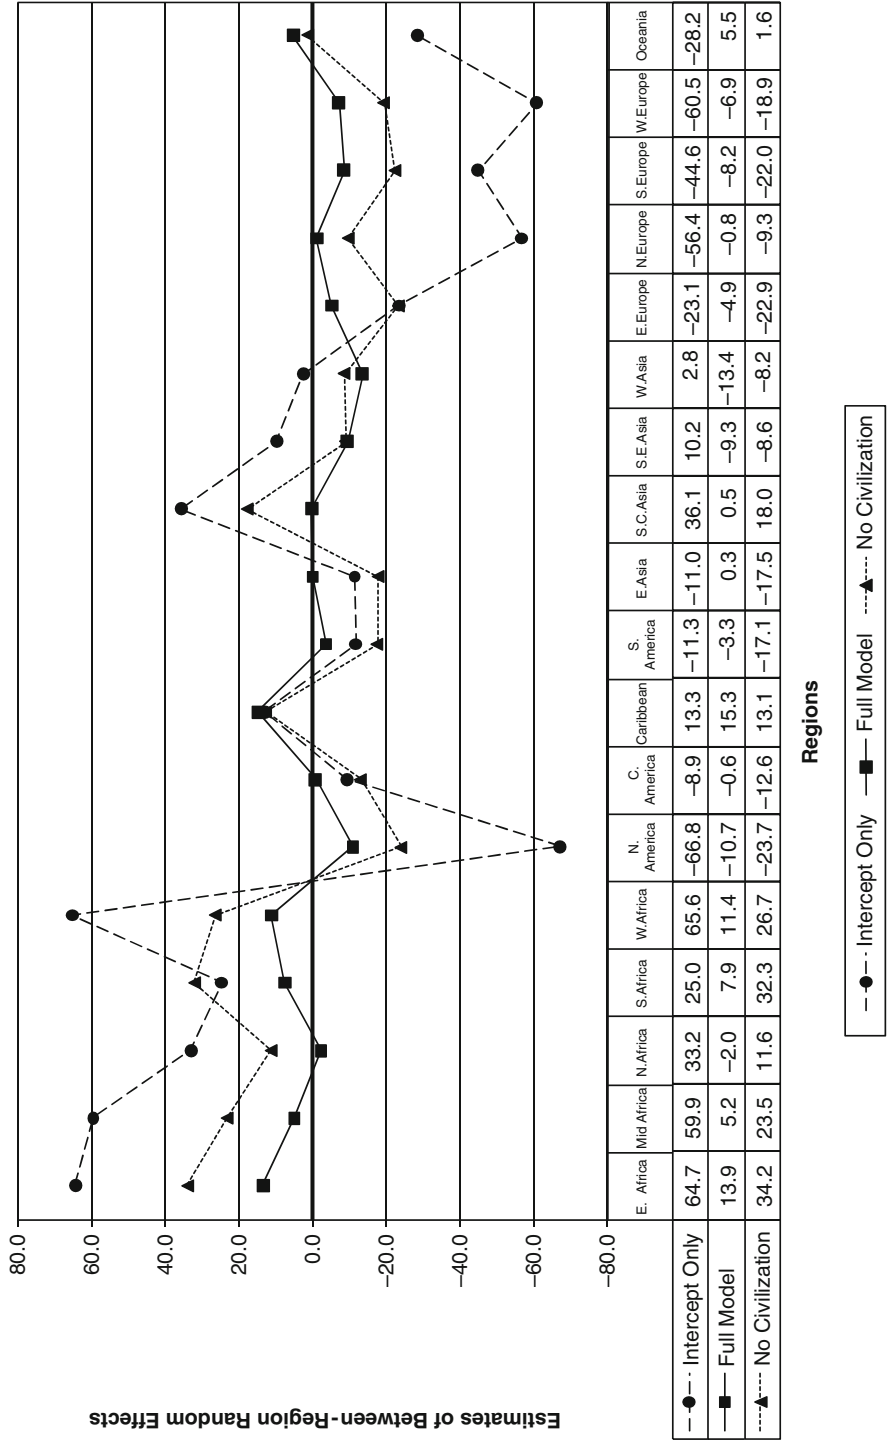 Estimates of Between-Region Random Effects
80.0
60.0
40.0
20.0
0.0
−20.0
−40.0
−60.0
−80.0
E. Africa Mid Africa N.Africa S.Africa W.Africa N. America C. America Caribbean S. America E.Asia S.C.Asia S.E.Asia W.Asia E.Europe N.Europe S.Europe W.Europe Oceania
Intercept Only 64.7 59.9 33.2 25.0 65.6 −66.8 −8.9 13.3 −11.3 −11.0 36.1 10.2 2.8 −23.1 −56.4 −44.6 −60.5 −28.2
Full Model 13.9 5.2 −2.0 7.9 11.4 −10.7 −0.6 15.3 −3.3 0.3 0.5 −9.3 −13.4 −4.9 −0.8 −8.2 −6.9 5.5
No Civilization 34.2 23.5 11.6 32.3 26.7 −23.7 −12.6 13.1 −17.1 −17.5 18.0 −8.6 −8.2 −22.9 −9.3 −22.0 −18.9 1.6
Regions
Intercept Only Full Model No Civilization